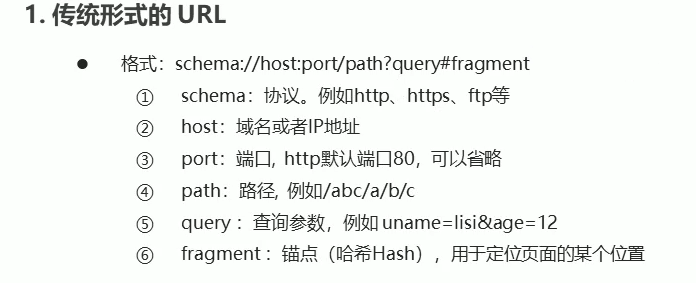 1. 传统形式的 URL
● 格式：schema://host:port/path?query#fragment
① schema：协议。例如http、https、ftp等
② host：域名或者IP地址
③ port：端口, http默认端口80，可以省略
④ path：路径, 例如/abc/a/b/c
⑤ query ：查询参数，例如 uname=lisi&age=12
⑥ fragment ：锚点（哈希Hash），用于定位页面的某个位置